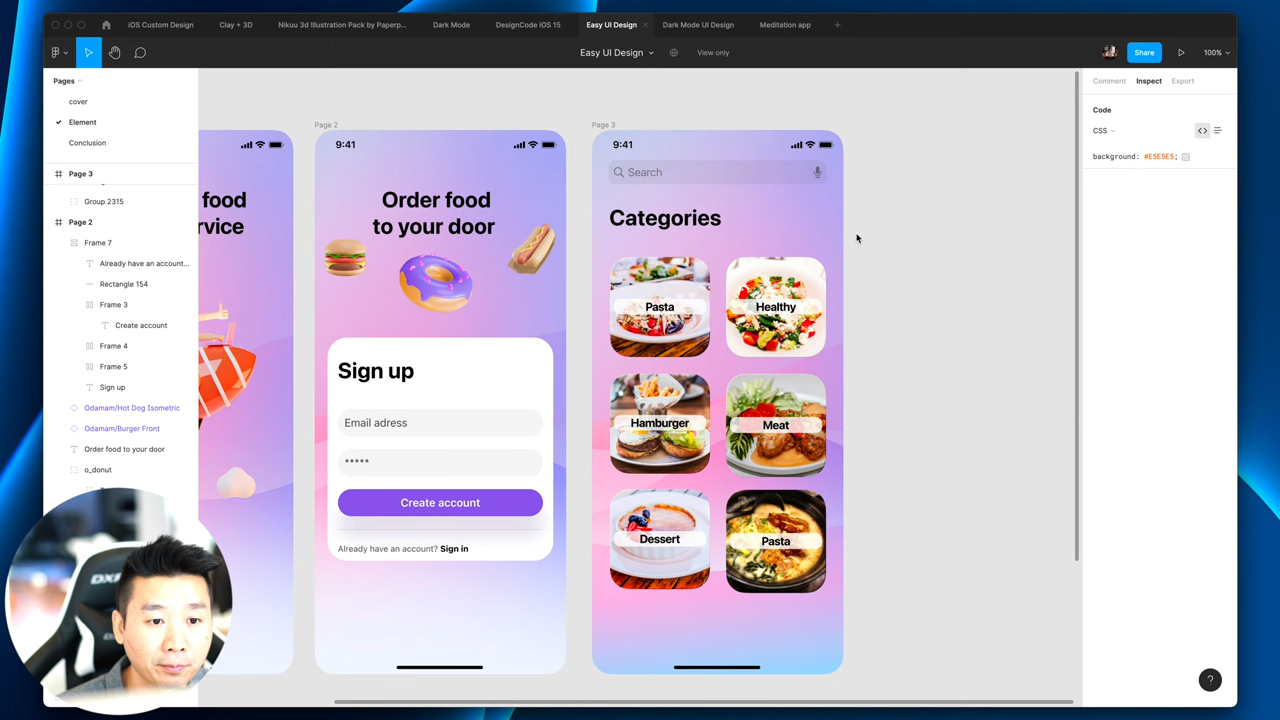 iOS Custom Design
Clay + 3D
Nikuu 3d Illustration Pack by Paperp...
Dark Mode
DesignCode iOS 15
Easy UI Design
Dark Mode UI Design
Meditation app
Easy UI Design
View only
Share
100%
Pages
cover
Element
Conclusion
Page 3
Group 2315
Page 2
Frame 7
Already have an account...
Rectangle 154
Frame 3
Create account
Frame 4
Frame 5
Sign up
Odamam/Hot Dog Isometric
Odamam/Burger Front
Order food to your door
o_donut
food
rvice
Page 2
9:41
Order food
to your door
Sign up
Email adress
*****
Create account
Already have an account? Sign in
Page 3
9:41
Search
Categories
Pasta
Healthy
Hamburger
Meat
Dessert
Pasta
Comment
Inspect
Export
Code
CSS
background: #E5E5E5;
?